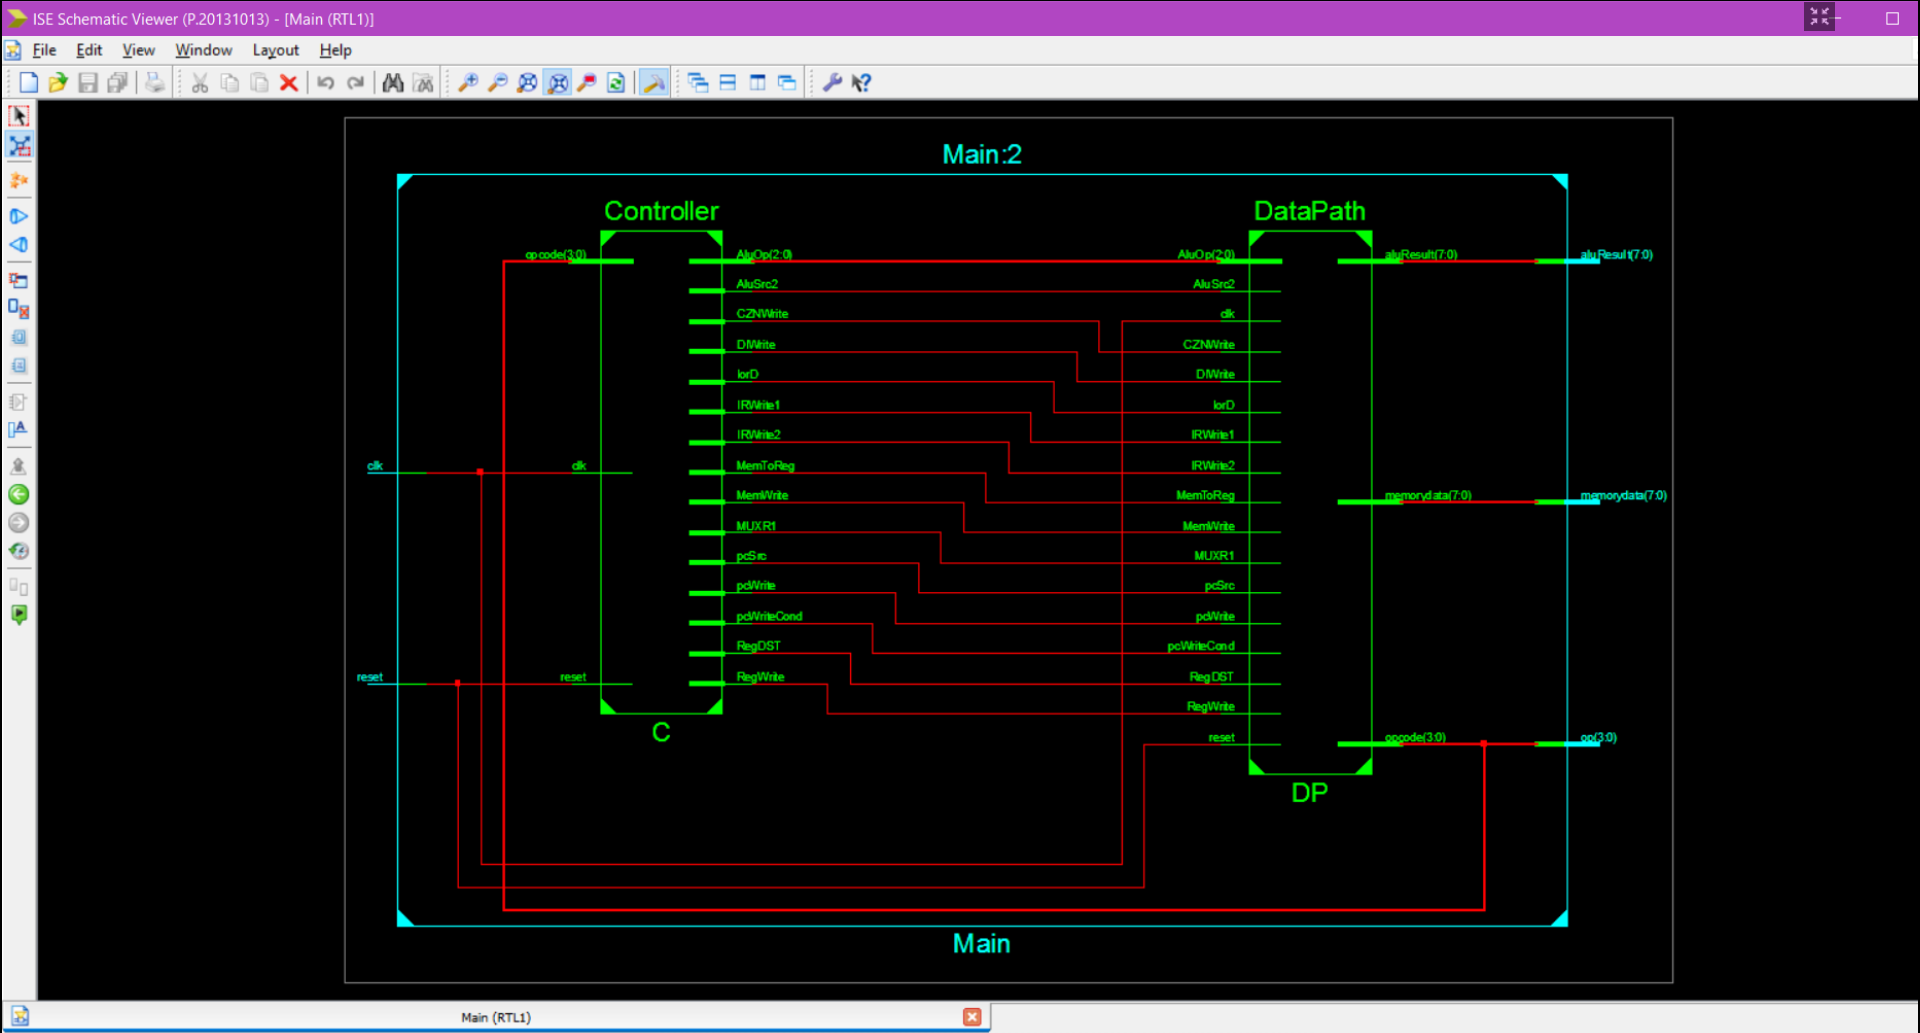 ISE Schematic Viewer (P.20131013) - [Main (RTL1)]
File Edit View Window Layout Help
Main:2
Controller DataPath
opcode(3:0) AluOp(2:0) AluOp(2:0) aluResult(7:0) aluResult(7:0)
AluSrc2 AluSrc2
CZNWrite clk
DIWrite CZNWrite
IorD DIWrite
IRWrite1 IorD
IRWrite2 IRWrite1
clk clk MemToReg IRWrite2
MemWrite MemToReg memorydata(7:0) memorydata(7:0)
MUXR1 MemWrite
pcSrc MUXR1
pcWrite pcSrc
pcWriteCond pcWrite
RegDST pcWriteCond
reset reset RegWrite RegDST
RegWrite
C reset opcode(3:0) op(3:0)
DP
Main
Main (RTL1)